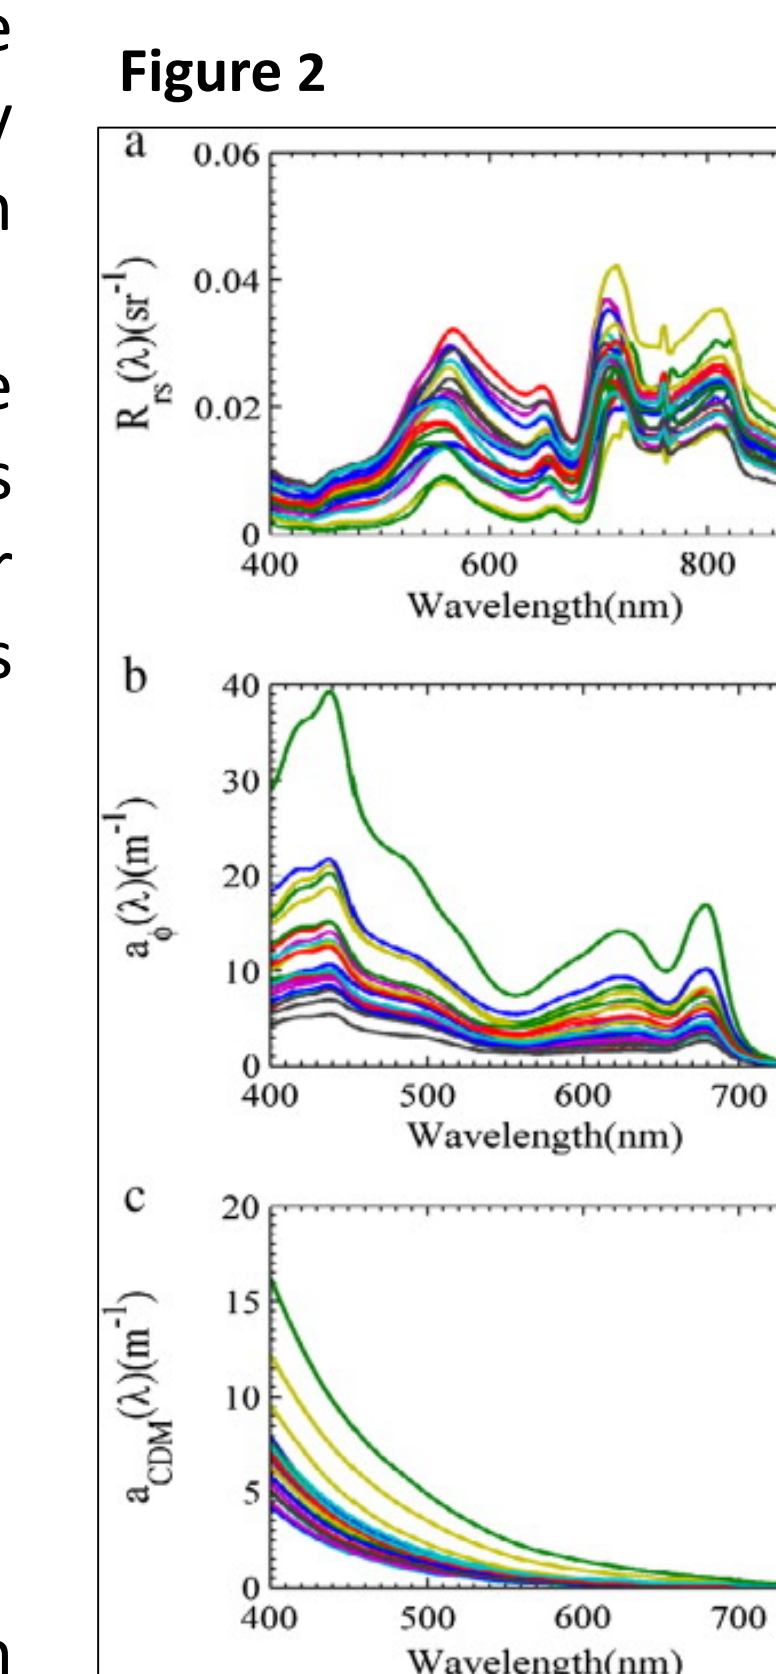 e
y
n
e
s
r
s
n
Figure 2
a
0.06
0.04
0.02
0
R_rs(λ)(sr⁻¹)
400 600 800
Wavelength(nm)
b
40
30
20
10
0
a_ϕ(λ)(m⁻¹)
400 500 600 700
Wavelength(nm)
c
20
15
10
5
0
a_CDM(λ)(m⁻¹)
400 500 600 700
Wavelength(nm)